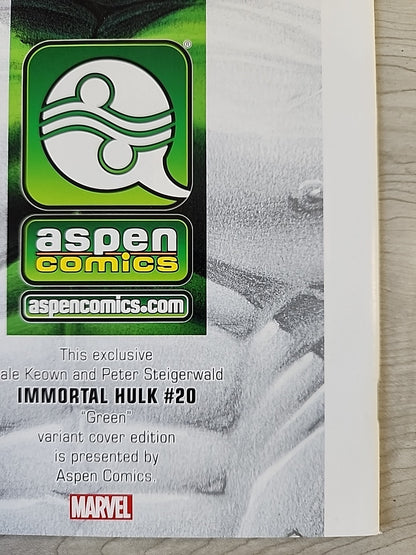 ®
aspen
comics
aspencomics.com
This exclusive
ale Keown and Peter Steigerwald
IMMORTAL HULK #20
"Green"
variant cover edition
is presented by
Aspen Comics.
MARVEL